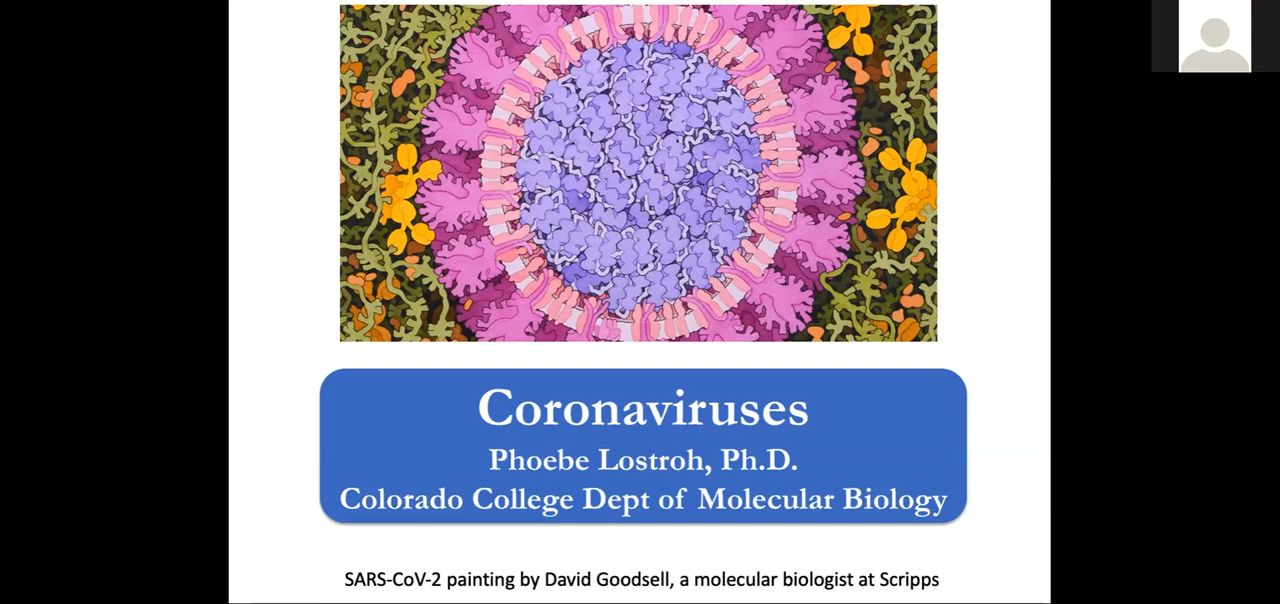 Coronaviruses
Phoebe Lostroh, Ph.D.
Colorado College Dept of Molecular Biology
SARS-CoV-2 painting by David Goodsell, a molecular biologist at Scripps